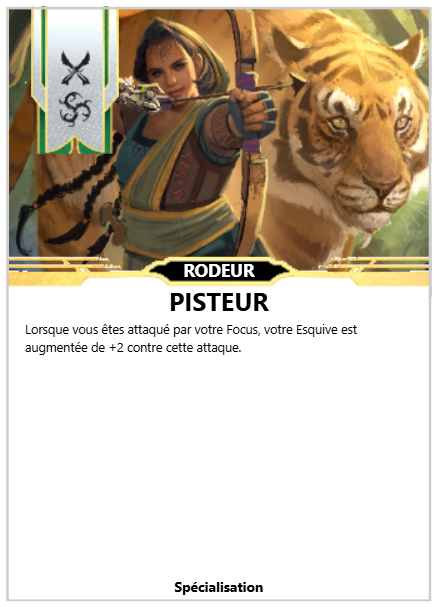 RODEUR
PISTEUR
Lorsque vous êtes attaqué par votre Focus, votre Esquive est
augmentée de +2 contre cette attaque.
Spécialisation